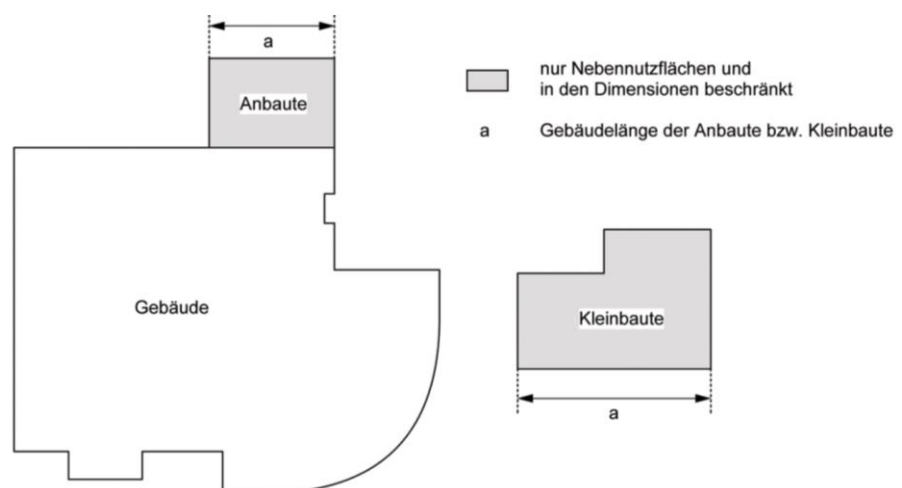 a
Anbaute
nur Nebennutzflächen und
in den Dimensionen beschränkt
a Gebäudelänge der Anbaute bzw. Kleinbaute
Gebäude
Kleinbaute
a